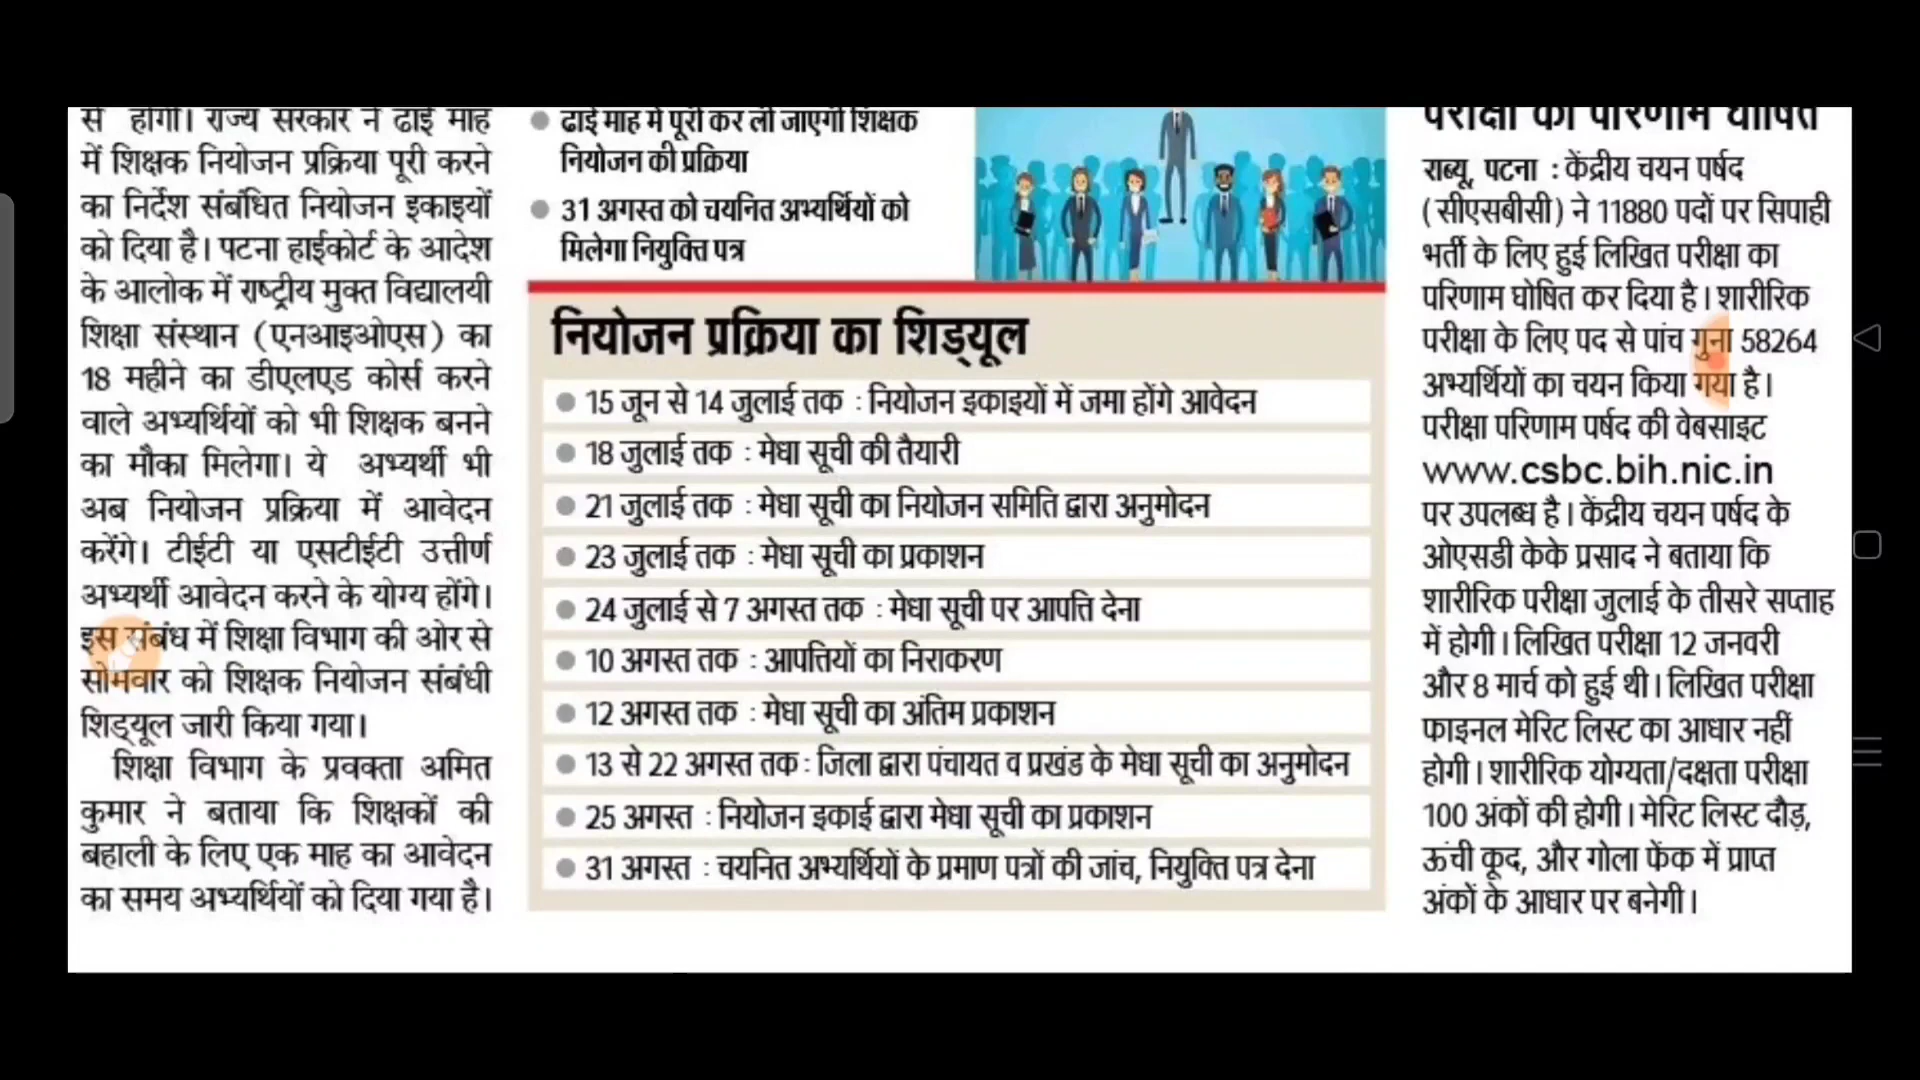 से होगी। राज्य सरकार ने ढाई माह
में शिक्षक नियोजन प्रक्रिया पूरी करने
का निर्देश संबंधित नियोजन इकाइयों
को दिया है। पटना हाईकोर्ट के आदेश
के आलोक में राष्ट्रीय मुक्त विद्यालयी
शिक्षा संस्थान (एनआइओएस) का
18 महीने का डीएलएड कोर्स करने
वाले अभ्यर्थियों को भी शिक्षक बनने
का मौका मिलेगा। ये अभ्यर्थी भी
अब नियोजन प्रक्रिया में आवेदन
करेंगे। टीईटी या एसटीईटी उत्तीर्ण
अभ्यर्थी आवेदन करने के योग्य होंगे।
इस संबंध में शिक्षा विभाग की ओर से
सोमवार को शिक्षक नियोजन संबंधी
शिड्यूल जारी किया गया।
शिक्षा विभाग के प्रवक्ता अमित
कुमार ने बताया कि शिक्षकों की
बहाली के लिए एक माह का आवेदन
का समय अभ्यर्थियों को दिया गया है।
ढाई माह में पूरी कर ली जाएगी शिक्षक
नियोजन की प्रक्रिया
31 अगस्त को चयनित अभ्यर्थियों को
मिलेगा नियुक्ति पत्र
नियोजन प्रक्रिया का शिड्यूल
15 जून से 14 जुलाई तक : नियोजन इकाइयों में जमा होंगे आवेदन
18 जुलाई तक : मेधा सूची की तैयारी
21 जुलाई तक : मेधा सूची का नियोजन समिति द्वारा अनुमोदन
23 जुलाई तक : मेधा सूची का प्रकाशन
24 जुलाई से 7 अगस्त तक : मेधा सूची पर आपत्ति देना
10 अगस्त तक : आपत्तियों का निराकरण
12 अगस्त तक : मेधा सूची का अंतिम प्रकाशन
13 से 22 अगस्त तक : जिला द्वारा पंचायत व प्रखंड के मेधा सूची का अनुमोदन
25 अगस्त : नियोजन इकाई द्वारा मेधा सूची का प्रकाशन
31 अगस्त : चयनित अभ्यर्थियों के प्रमाण पत्रों की जांच, नियुक्ति पत्र देना
परीक्षा का परिणाम घोषित
राब्यू, पटना : केंद्रीय चयन पर्षद
(सीएसबीसी) ने 11880 पदों पर सिपाही
भर्ती के लिए हुई लिखित परीक्षा का
परिणाम घोषित कर दिया है। शारीरिक
परीक्षा के लिए पद से पांच गुना 58264
अभ्यर्थियों का चयन किया गया है।
परीक्षा परिणाम पर्षद की वेबसाइट
www.csbc.bih.nic.in
पर उपलब्ध है। केंद्रीय चयन पर्षद के
ओएसडी केके प्रसाद ने बताया कि
शारीरिक परीक्षा जुलाई के तीसरे सप्ताह
में होगी। लिखित परीक्षा 12 जनवरी
और 8 मार्च को हुई थी। लिखित परीक्षा
फाइनल मेरिट लिस्ट का आधार नहीं
होगी। शारीरिक योग्यता/दक्षता परीक्षा
100 अंकों की होगी। मेरिट लिस्ट दौड़,
ऊंची कूद, और गोला फेंक में प्राप्त
अंकों के आधार पर बनेगी।